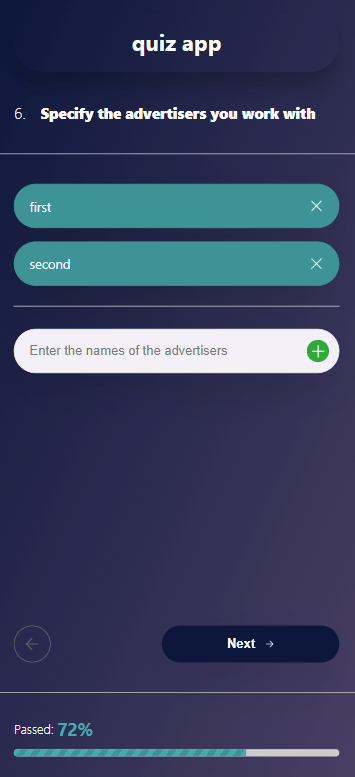 quiz app
6. Specify the advertisers you work with
first
second
Enter the names of the advertisers
Next
Passed: 72%